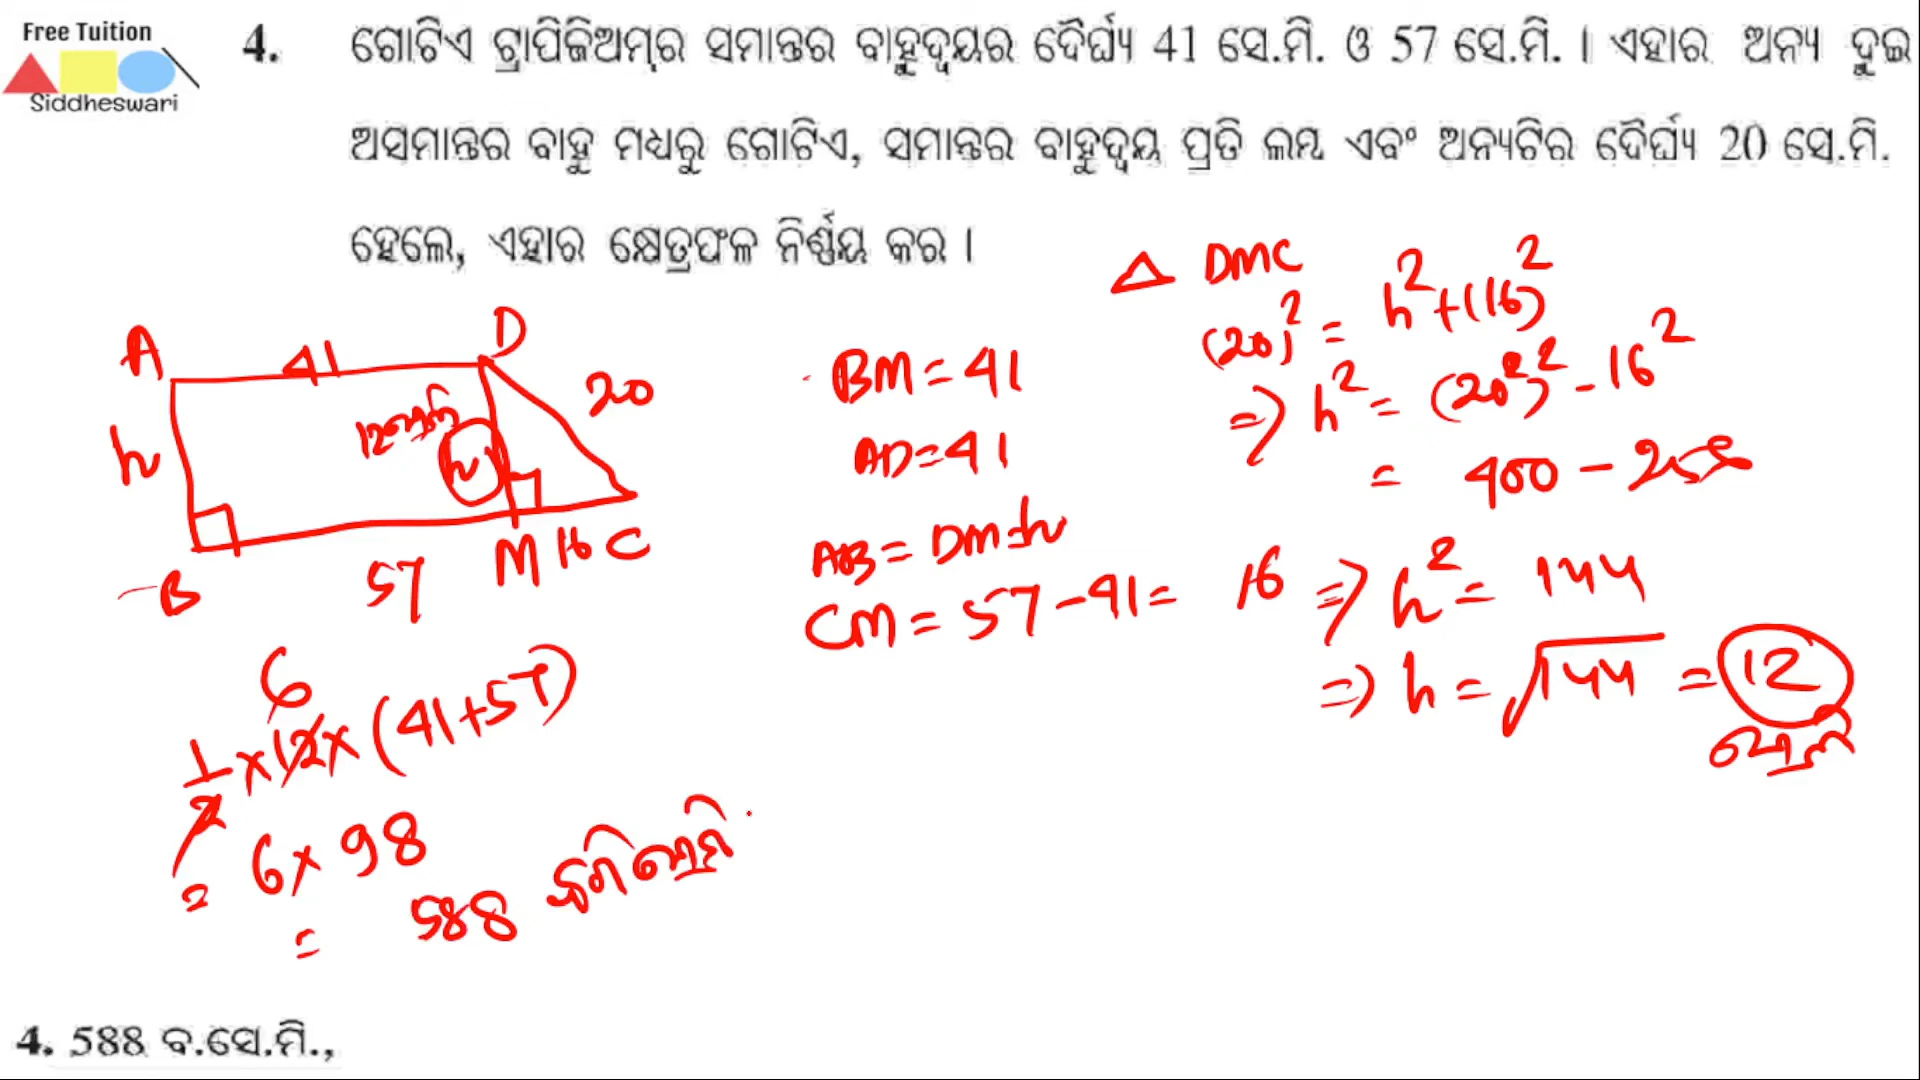 Free Tuition
Siddheswari
4. ଗୋଟିଏ ଟ୍ରାପିଜିଅମ୍‌ର ସମାନ୍ତର ବାହୁଦ୍ୱୟର ଦୈର୍ଘ୍ୟ 41 ସେ.ମି. ଓ 57 ସେ.ମି. । ଏହାର ଅନ୍ୟ ଦୁଇ
ଅସମାନ୍ତର ବାହୁ ମଧ୍ୟରୁ ଗୋଟିଏ, ସମାନ୍ତର ବାହୁଦ୍ୱୟ ପ୍ରତି ଲମ୍ବ ଏବଂ ଅନ୍ୟଟିର ଦୈର୍ଘ୍ୟ 20 ସେ.ମି.
ହେଲେ, ଏହାର କ୍ଷେତ୍ରଫଳ ନିର୍ଣ୍ଣୟ କର ।
A 41 D
h 12 h 20
B 57 M 16 C
BM = 41
AD = 41
AB = DM = h
CM = 57 - 41 = 16
△ DMC
(20)² = h² + (16)²
⇒ h² = (20²)² - 16²
= 400 - 256
⇒ h² = 144
⇒ h = √144 = 12
6
1/2 × 12 × (41 + 57)
= 6 × 98
= 588
4. 588 ବ.ସେ.ମି.,